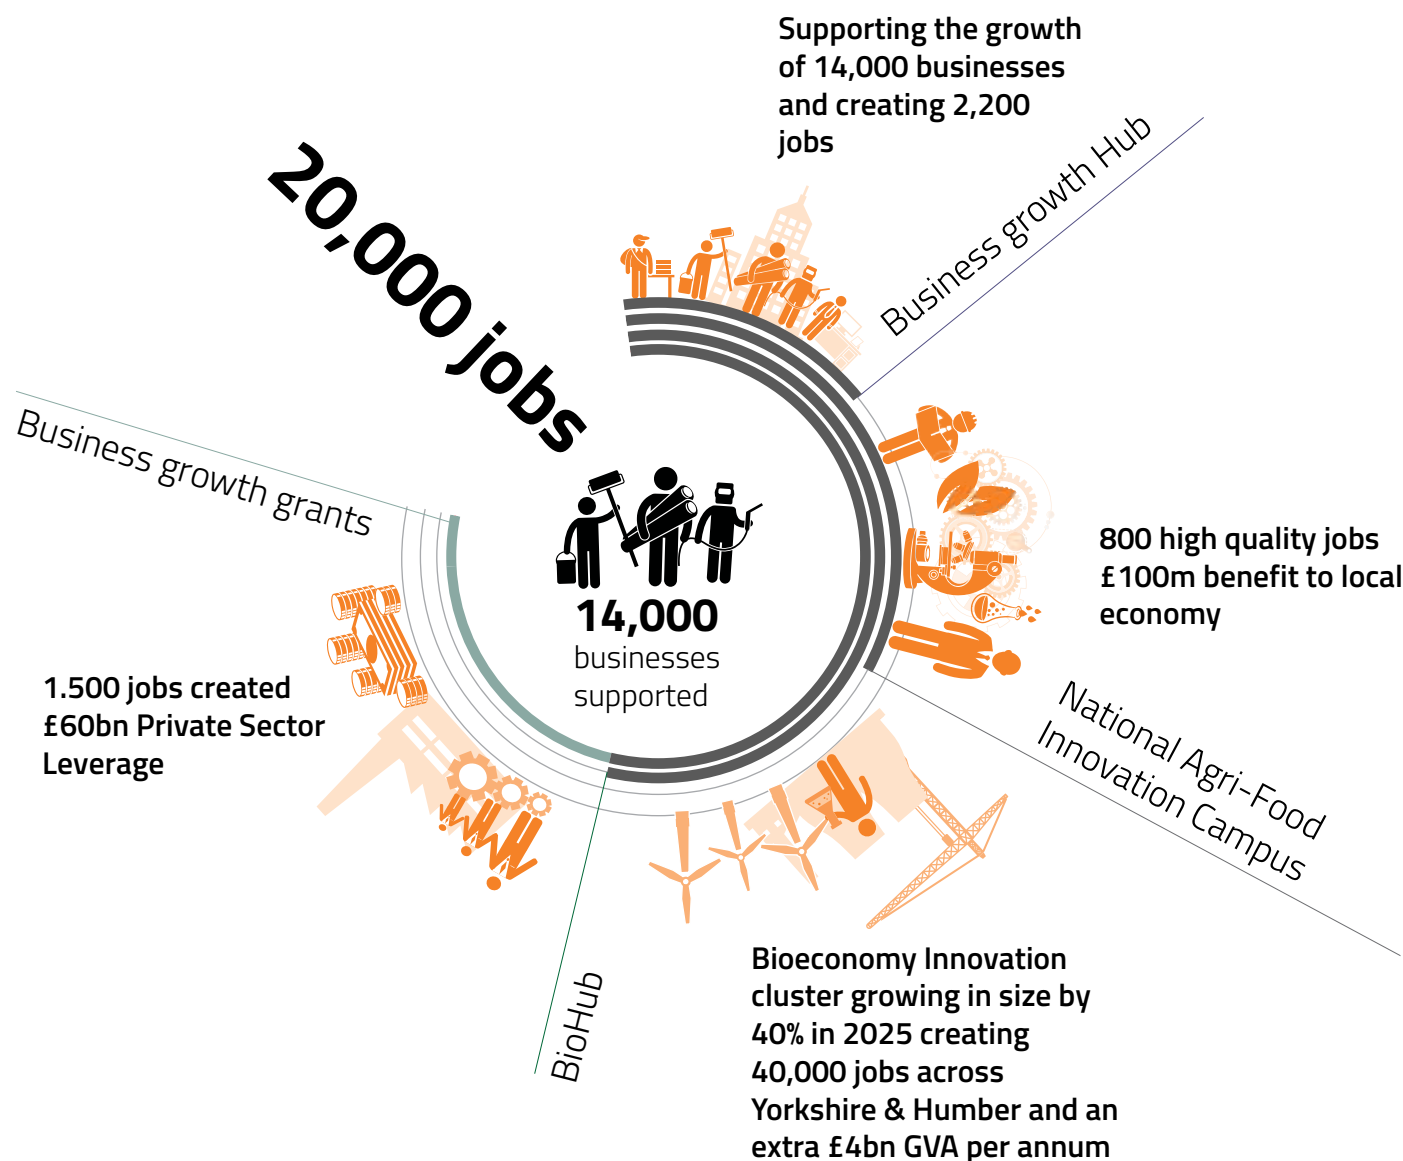 Supporting the growth
of 14,000 businesses
and creating 2,200
jobs
Business growth Hub
20,000 jobs
Business growth grants
14,000
businesses
supported
800 high quality jobs
£100m benefit to local
economy
1.500 jobs created
£60bn Private Sector
Leverage
National Agri-Food
Innovation Campus
BioHub
Bioeconomy Innovation
cluster growing in size by
40% in 2025 creating
40,000 jobs across
Yorkshire & Humber and an
extra £4bn GVA per annum